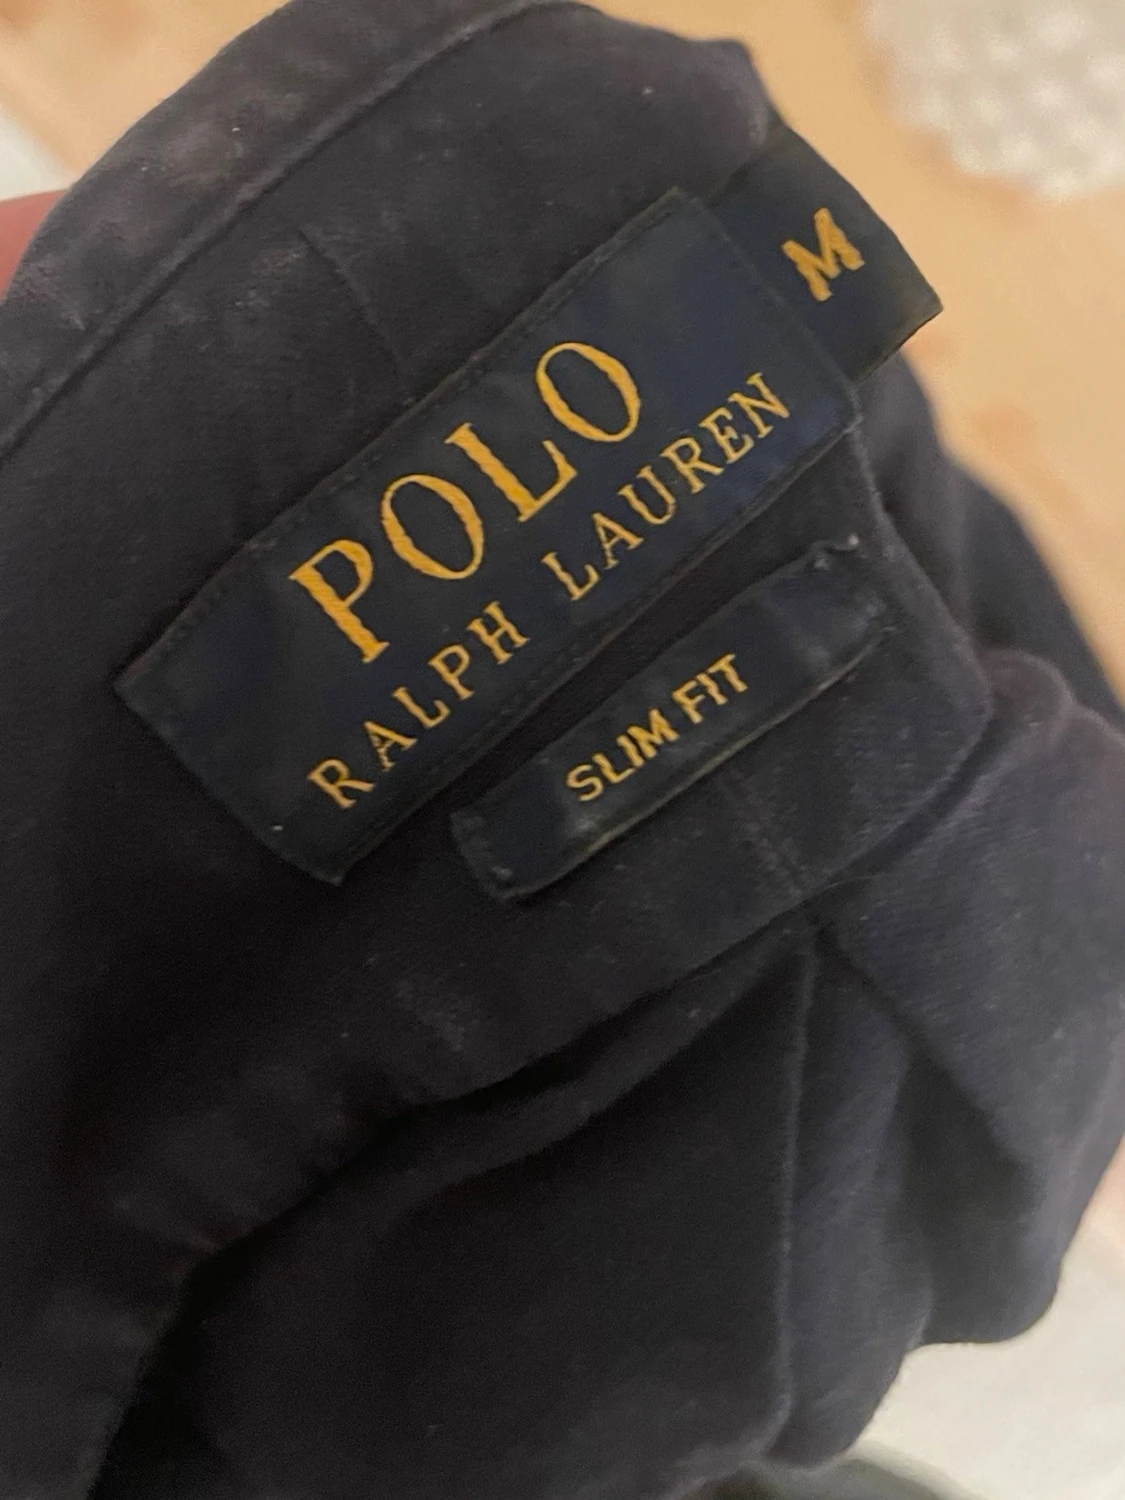 POLO
RALPH LAUREN
M
SLIM FIT